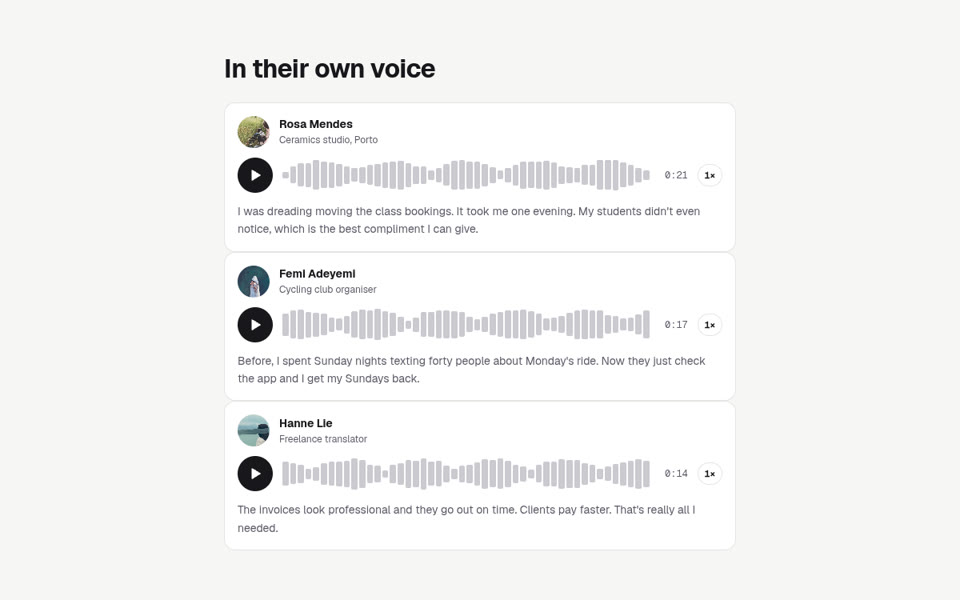 In their own voice
Rosa Mendes
Ceramics studio, Porto
0:21
1×
I was dreading moving the class bookings. It took me one evening. My students didn't even
notice, which is the best compliment I can give.
Femi Adeyemi
Cycling club organiser
0:17
1×
Before, I spent Sunday nights texting forty people about Monday's ride. Now they just check
the app and I get my Sundays back.
Hanne Lie
Freelance translator
0:14
1×
The invoices look professional and they go out on time. Clients pay faster. That's really all I
needed.